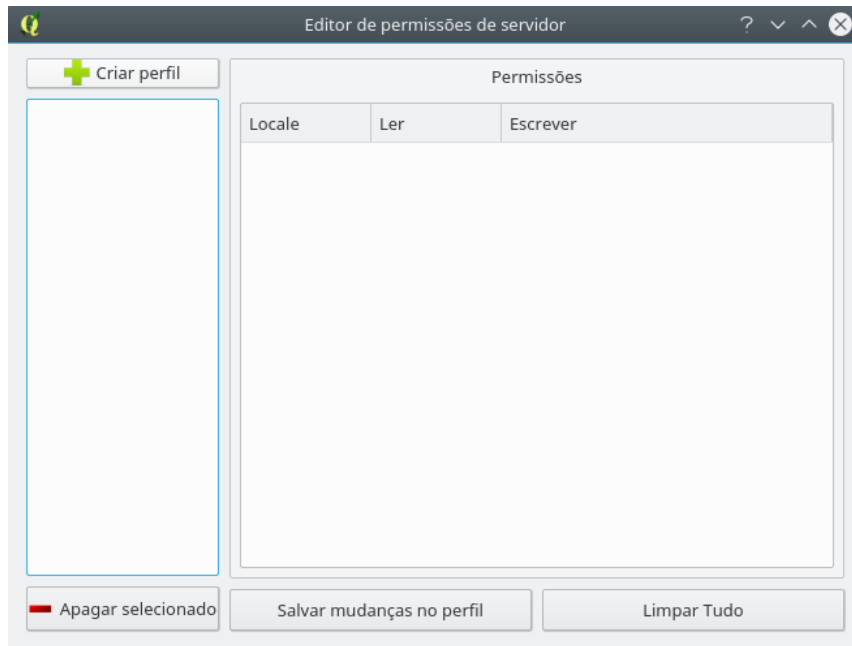 Editor de permissões de servidor
Criar perfil
Permissões
Locale Ler Escrever
Apagar selecionado
Salvar mudanças no perfil
Limpar Tudo